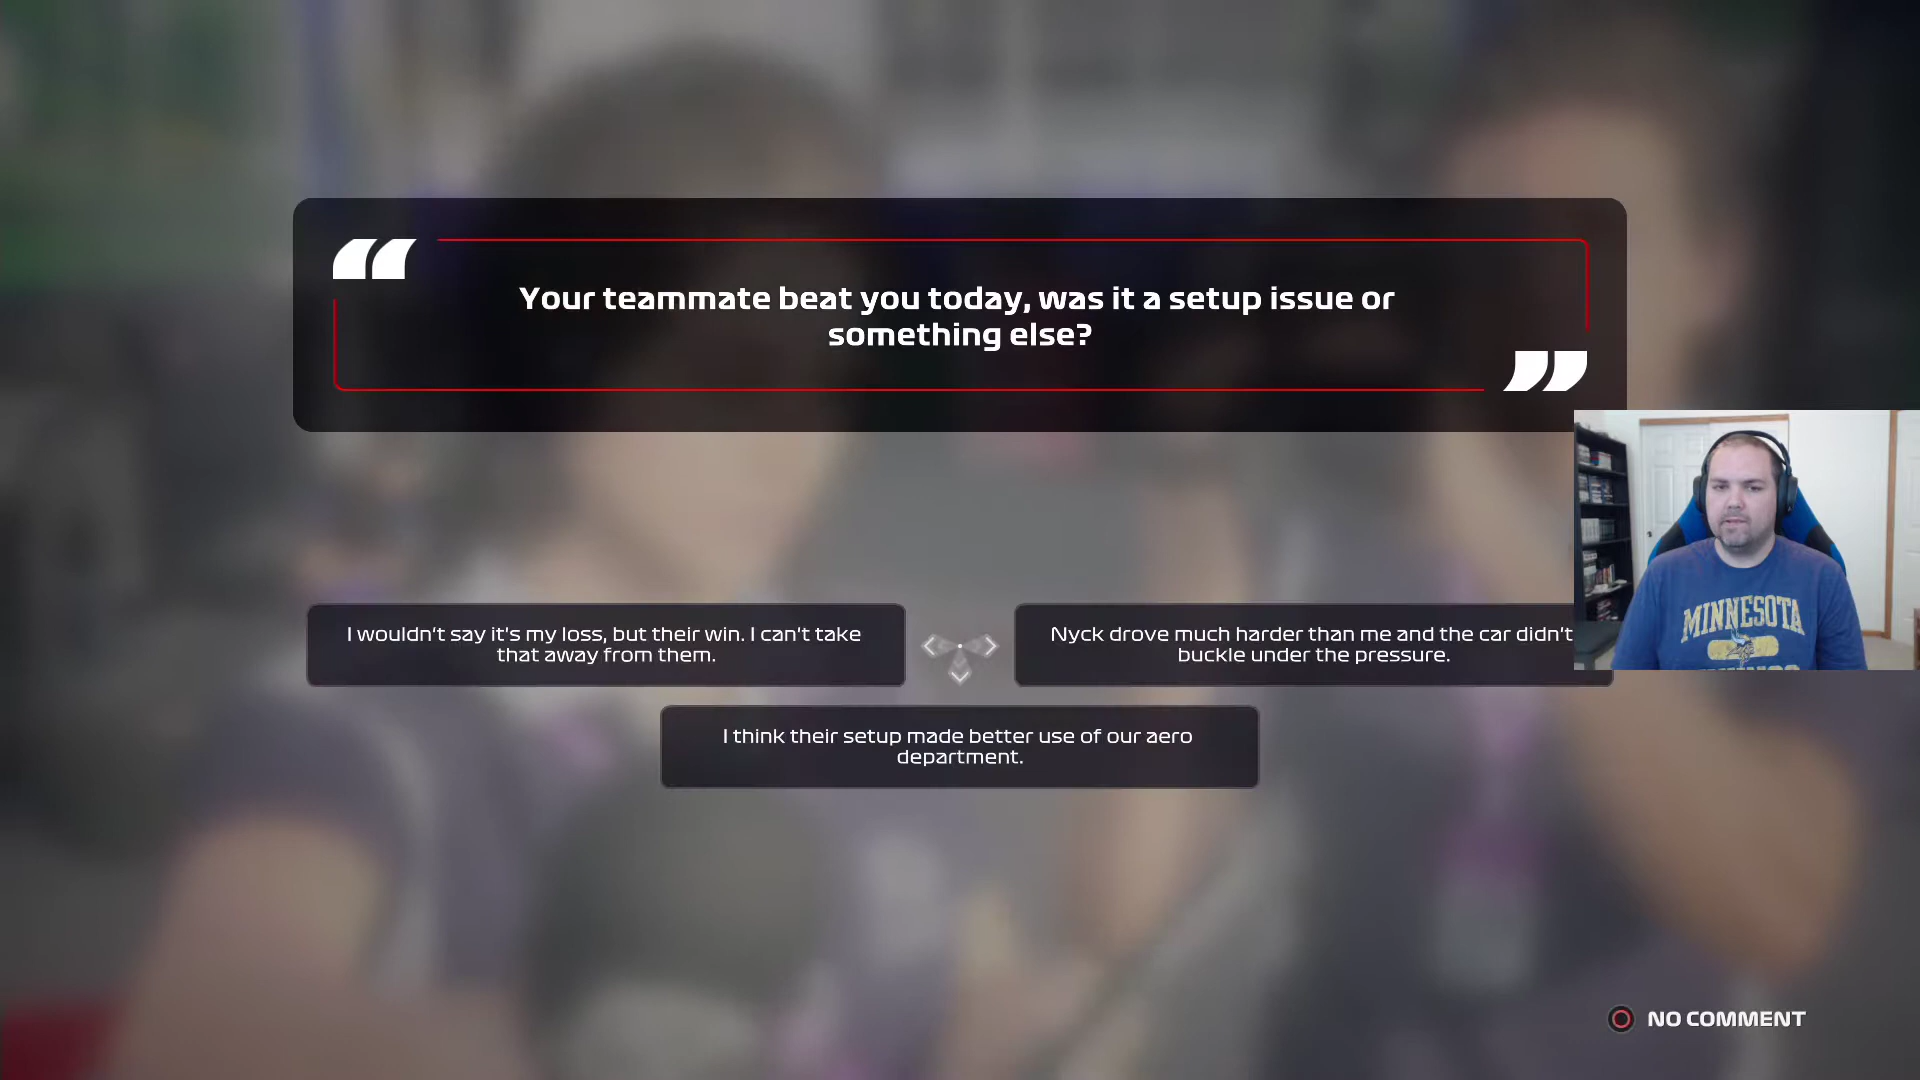 Your teammate beat you today, was it a setup issue or
something else?
I wouldn't say it's my loss, but their win. I can't take
that away from them.
Nyck drove much harder than me and the car didn't
buckle under the pressure.
I think their setup made better use of our aero
department.
MINNESOTA
NO COMMENT